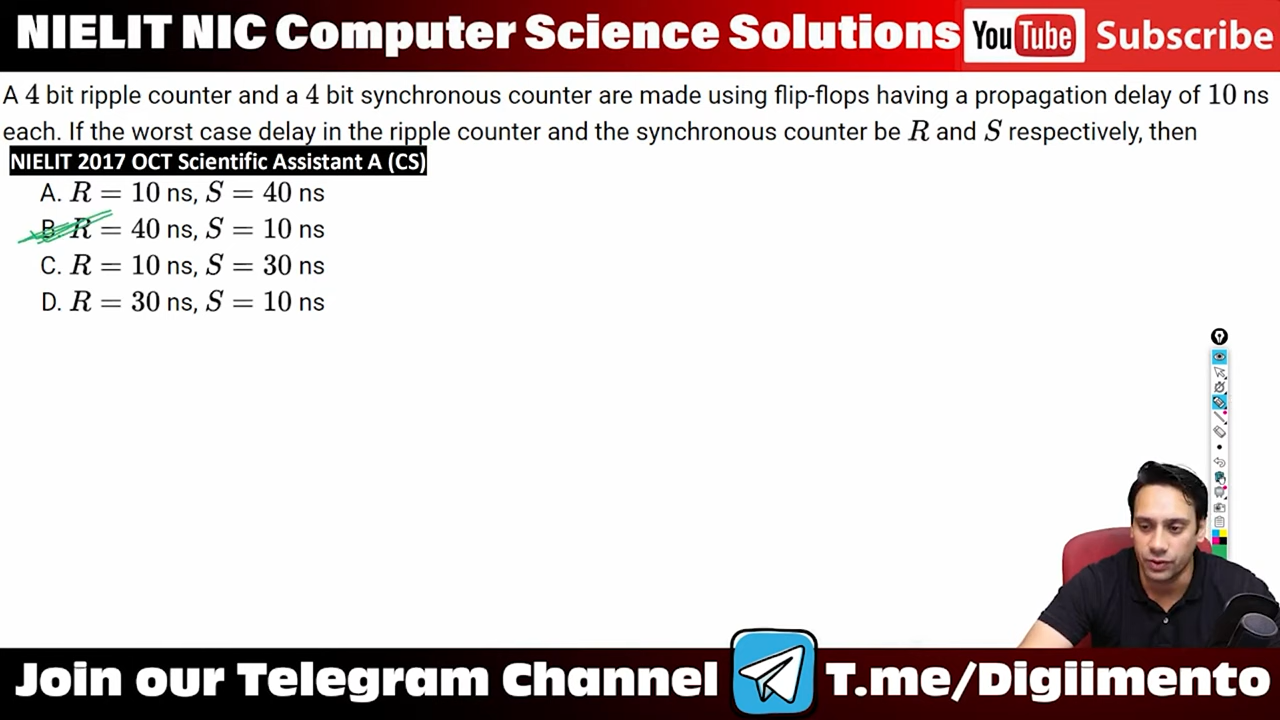 NIELIT NIC Computer Science Solutions YouTube Subscribe
A 4 bit ripple counter and a 4 bit synchronous counter are made using flip-flops having a propagation delay of 10 ns
each. If the worst case delay in the ripple counter and the synchronous counter be R and S respectively, then
NIELIT 2017 OCT Scientific Assistant A (CS)
A. R = 10 ns, S = 40 ns
B. R = 40 ns, S = 10 ns
C. R = 10 ns, S = 30 ns
D. R = 30 ns, S = 10 ns
Join our Telegram Channel T.me/Digiimento